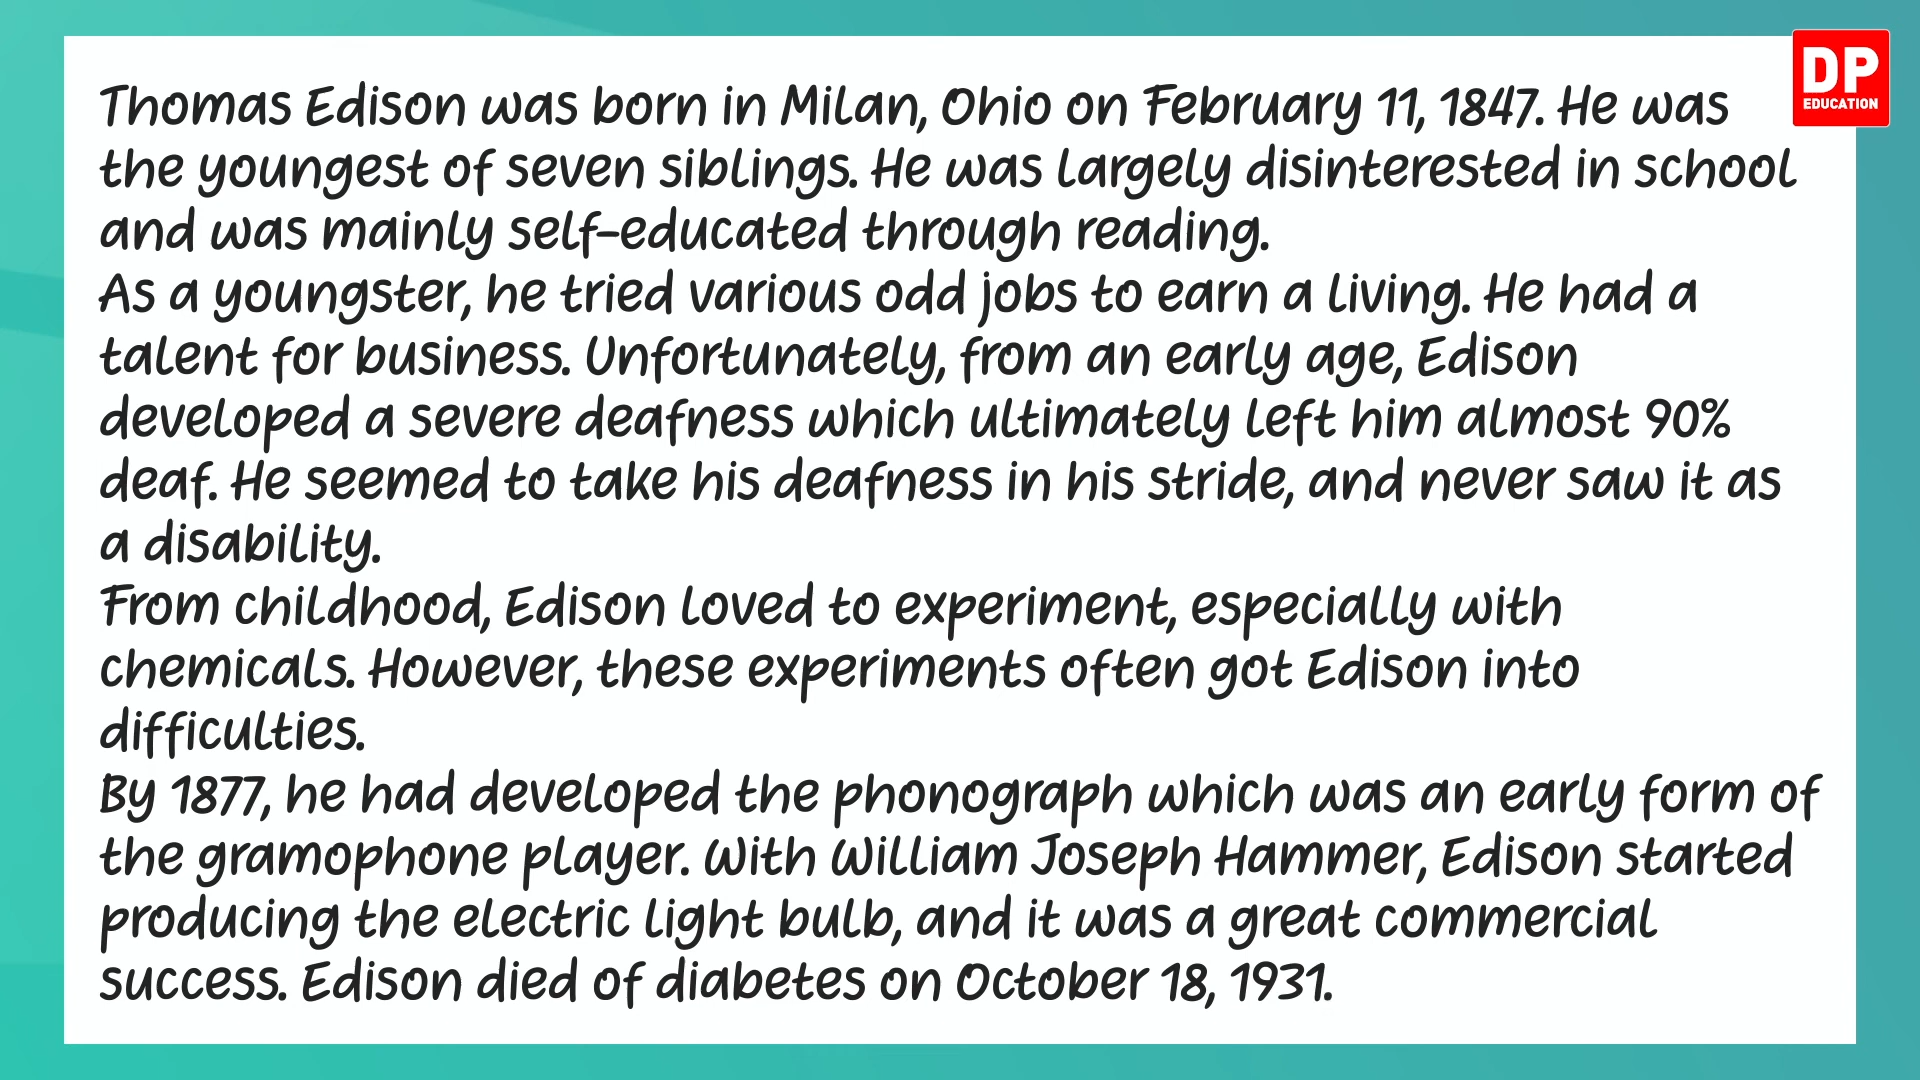 Thomas Edison was born in Milan, Ohio on February 11, 1847. He was
the youngest of seven siblings. He was largely disinterested in school
and was mainly self-educated through reading.
As a youngster, he tried various odd jobs to earn a living. He had a
talent for business. Unfortunately, from an early age, Edison
developed a severe deafness which ultimately left him almost 90%
deaf. He seemed to take his deafness in his stride, and never saw it as
a disability.
From childhood, Edison loved to experiment, especially with
chemicals. However, these experiments often got Edison into
difficulties.
By 1877, he had developed the phonograph which was an early form of
the gramophone player. With William Joseph Hammer, Edison started
producing the electric light bulb, and it was a great commercial
success. Edison died of diabetes on October 18, 1931.
DP
EDUCATION